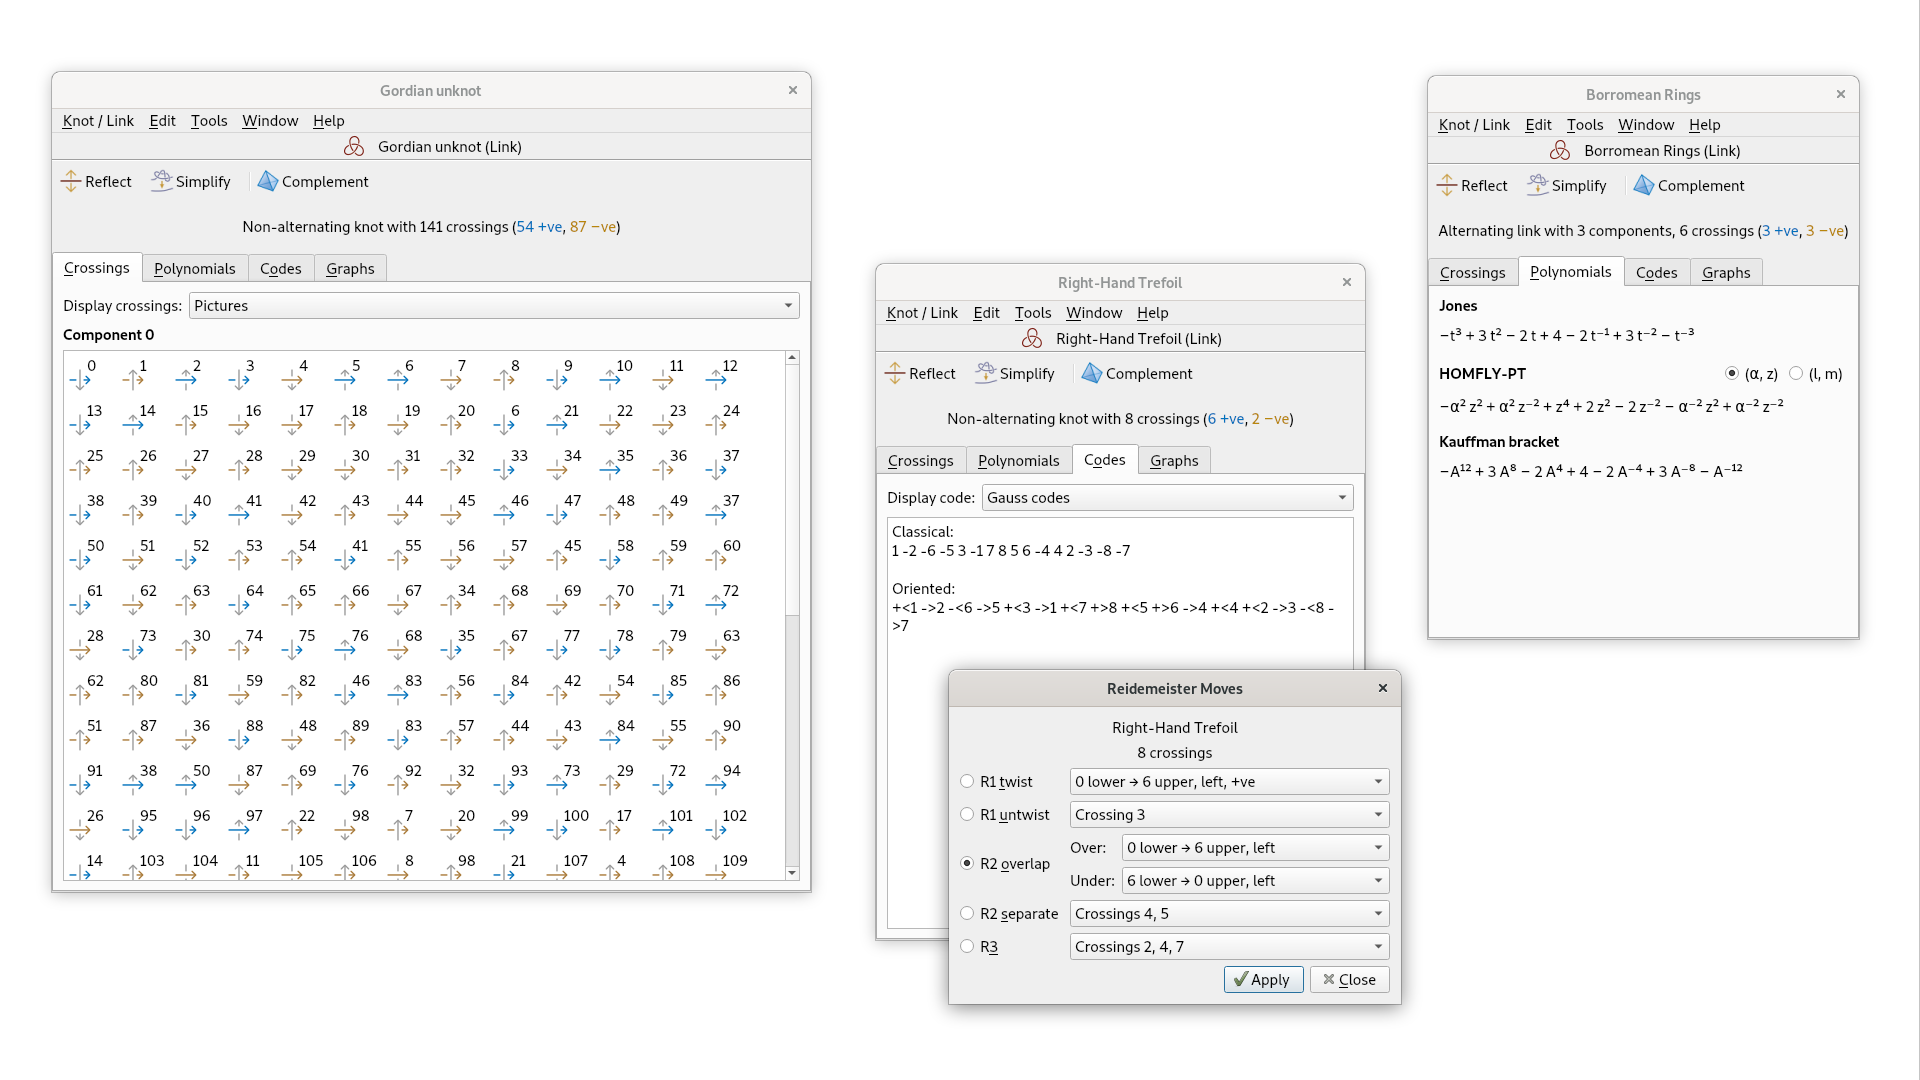 Gordian unknot
Knot / Link Edit Tools Window Help
Gordian unknot (Link)
Reflect Simplify Complement
Non-alternating knot with 141 crossings (54 +ve, 87 −ve)
Crossings Polynomials Codes Graphs
Display crossings: Pictures
Component 0
0 1 2 3 4 5 6 7 8 9 10 11 12
13 14 15 16 17 18 19 20 6 21 22 23 24
25 26 27 28 29 30 31 32 33 34 35 36 37
38 39 40 41 42 43 44 45 46 47 48 49 37
50 51 52 53 54 41 55 56 57 45 58 59 60
61 62 63 64 65 66 67 34 68 69 70 71 72
28 73 30 74 75 76 68 35 67 77 78 79 63
62 80 81 59 82 46 83 56 84 42 54 85 86
51 87 36 88 48 89 83 57 44 43 84 55 90
91 38 50 87 69 76 92 32 93 73 29 72 94
26 95 96 97 22 98 7 20 99 100 17 101 102
14 103 104 11 105 106 8 98 21 107 4 108 109
Right-Hand Trefoil
Knot / Link Edit Tools Window Help
Right-Hand Trefoil (Link)
Reflect Simplify Complement
Non-alternating knot with 8 crossings (6 +ve, 2 −ve)
Crossings Polynomials Codes Graphs
Display code: Gauss codes
Classical:
1 -2 -6 -5 3 -1 7 8 5 6 -4 4 2 -3 -8 -7
Oriented:
+<1 ->2 -<6 ->5 +<3 ->1 +<7 +>8 +<5 +>6 ->4 +<4 +<2 ->3 -<8 -
>7
Reidemeister Moves
Right-Hand Trefoil
8 crossings
R1 twist 0 lower → 6 upper, left, +ve
R1 untwist Crossing 3
R2 overlap Over: 0 lower → 6 upper, left
Under: 6 lower → 0 upper, left
R2 separate Crossings 4, 5
R3 Crossings 2, 4, 7
Apply Close
Borromean Rings
Knot / Link Edit Tools Window Help
Borromean Rings (Link)
Reflect Simplify Complement
Alternating link with 3 components, 6 crossings (3 +ve, 3 −ve)
Crossings Polynomials Codes Graphs
Jones
−t³ + 3 t² − 2 t + 4 − 2 t⁻¹ + 3 t⁻² − t⁻³
HOMFLY-PT (α, z) (l, m)
−α² z² + α² z⁻² + z⁴ + 2 z² − 2 z⁻² − α⁻² z² + α⁻² z⁻²
Kauffman bracket
−A¹² + 3 A⁸ − 2 A⁴ + 4 − 2 A⁻⁴ + 3 A⁻⁸ − A⁻¹²